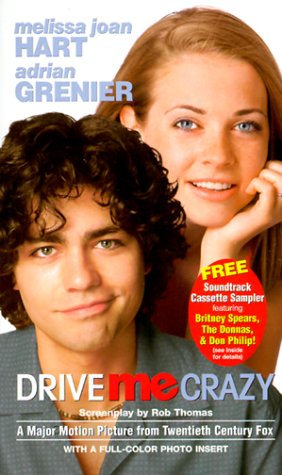 melissa joan
HART
adrian
GRENIER
FREE
Soundtrack
Cassette Sampler
featuring
Britney Spears,
The Donnas,
& Don Philip!
(see inside
for details)
DRIVE me CRAZY
Screenplay by Rob Thomas
A Major Motion Picture from Twentieth Century Fox
WITH A FULL-COLOR PHOTO INSERT